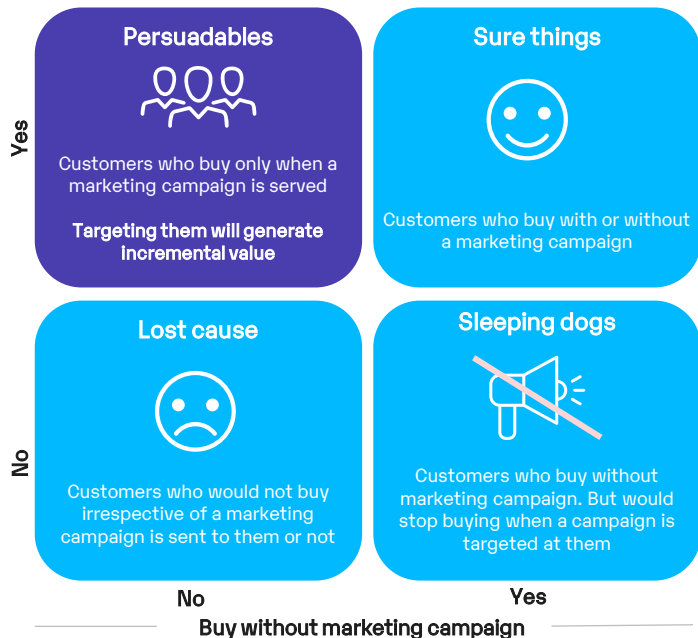 Persuadables
Customers who buy only when a
marketing campaign is served
Targeting them will generate
incremental value
Sure things
Customers who buy with or without
a marketing campaign
Yes
Lost cause
Customers who would not buy
irrespective of a marketing
campaign is sent to them or not
Sleeping dogs
Customers who buy without
marketing campaign. But would
stop buying when a campaign is
targeted at them
No
No
Yes
Buy without marketing campaign